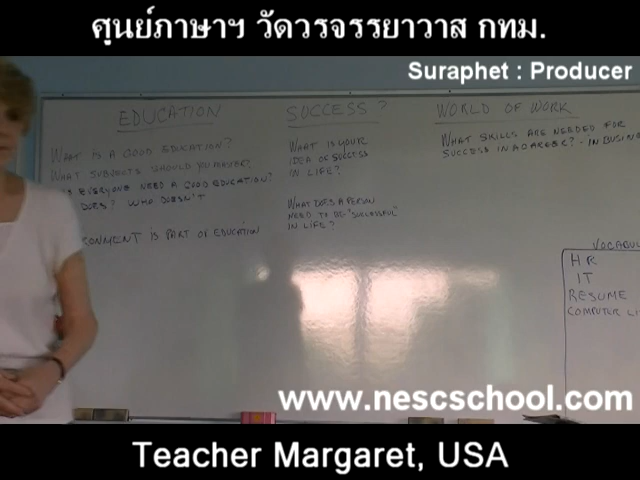 ศูนย์ภาษาฯ วัดวรจรรยาวาส กทม.
Suraphet : Producer
EDUCATION
WHAT IS A GOOD EDUCATION?
WHAT SUBJECTS SHOULD YOU MASTER?
EVERYONE NEED A GOOD EDUCATION?
DOES? WHO DOESN'T
IS PART OF EDUCATION
SUCCESS?
WHAT IS YOUR
IDEA OF SUCCESS
IN LIFE?
WHAT DOES A PERSON
NEED TO BE "SUCCESSFUL"
IN LIFE?
WORLD OF WORK
WHAT SKILLS ARE NEEDED FOR
SUCCESS IN A CAREER? - IN BUSINE
VOCABUL
HR
IT
RESUME
COMPUTER LI
www.nescschool.com
Teacher Margaret, USA